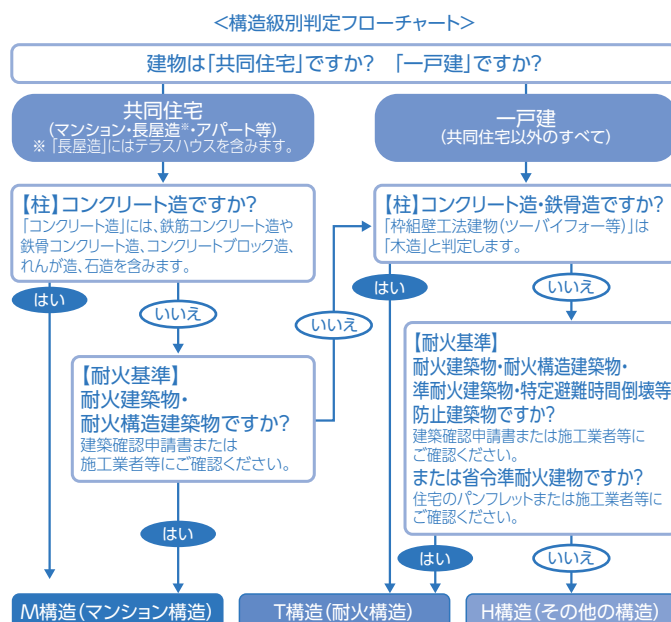 <構造級別判定フローチャート>
建物は「共同住宅」ですか? 「一戸建」ですか?
共同住宅
(マンション・長屋造※・アパート等)
※「長屋造」にはテラスハウスを含みます。
一戸建
(共同住宅以外のすべて)
【柱】コンクリート造ですか?
「コンクリート造」には、鉄筋コンクリート造や
鉄骨コンクリート造、コンクリートブロック造、
れんが造、石造を含みます。
【柱】コンクリート造・鉄骨造ですか?
「枠組壁工法建物(ツーバイフォー等)」は
「木造」と判定します。
はい
いいえ
いいえ
はい
いいえ
【耐火基準】
耐火建築物・
耐火構造建築物ですか?
建築確認申請書または
施工業者等にご確認ください。
【耐火基準】
耐火建築物・耐火構造建築物・
準耐火建築物・特定避難時間倒壊等
防止建築物ですか?
建築確認申請書または施工業者等に
ご確認ください。
または省令準耐火建物ですか?
住宅のパンフレットまたは施工業者等に
ご確認ください。
はい
はい
いいえ
M構造(マンション構造)
T構造(耐火構造)
H構造(その他の構造)